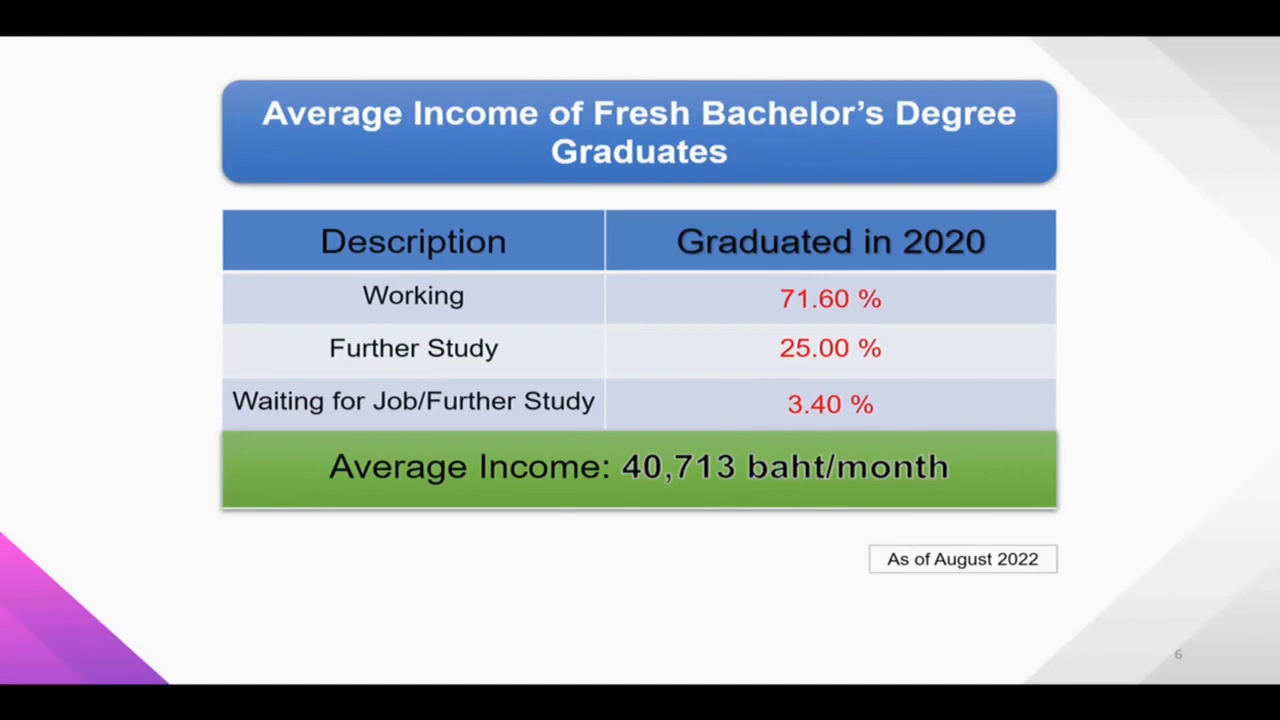 Average Income of Fresh Bachelor’s Degree
Graduates
Description Graduated in 2020
Working 71.60 %
Further Study 25.00 %
Waiting for Job/Further Study 3.40 %
Average Income: 40,713 baht/month
As of August 2022
6